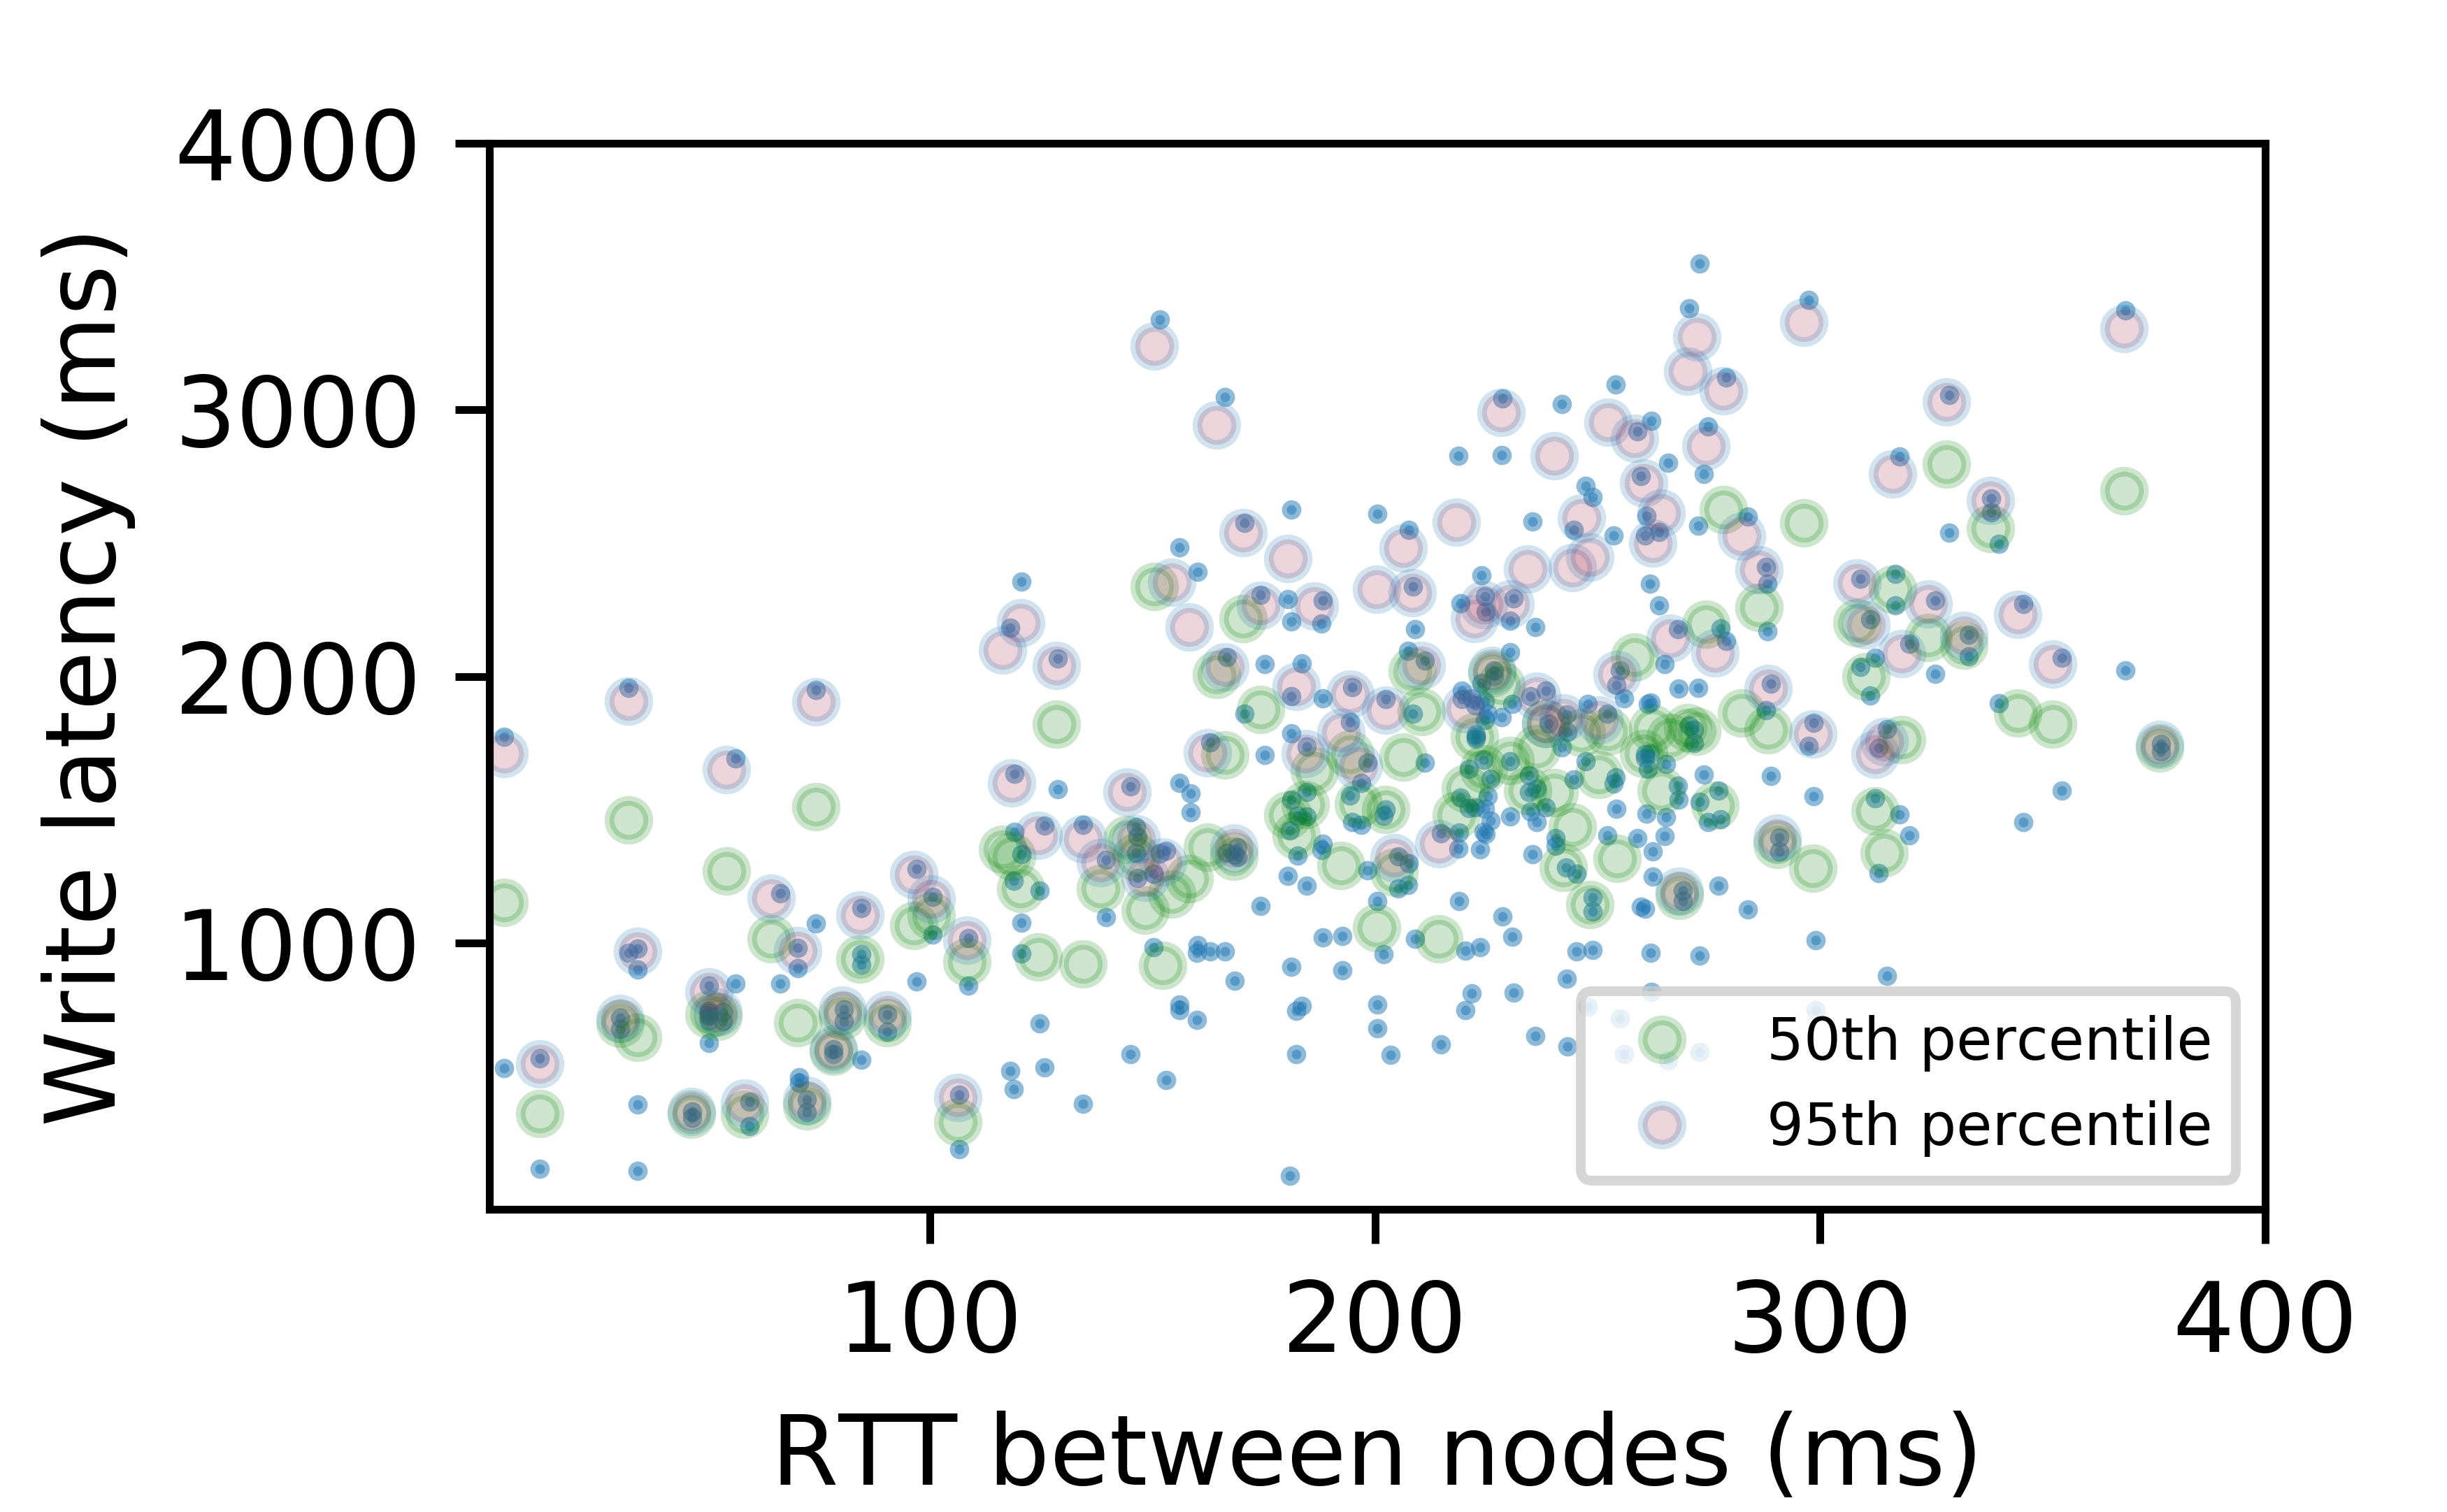 4000
3000
2000
1000
Write latency (ms)
50th percentile
95th percentile
100 200 300 400
RTT between nodes (ms)